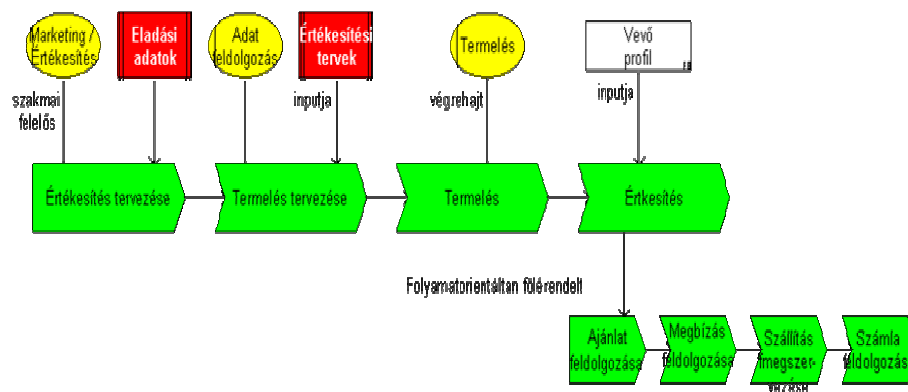 Marketing /
Értékesítés
Eladási
adatok
Adat
feldolgozás
Értékesítési
tervek
Termelés
Vevő
profil
szakmai
felelős
inputja
végrehajt
inputja
Értékesítés tervezése
Termelés tervezése
Termelés
Értkesítés
Folyamatorientáltan fölérendelt
Ajánlat
feldolgozása
Megbízás
feldolgozása
Szállítás
megszer-
vezése
Számla
feldolgozás